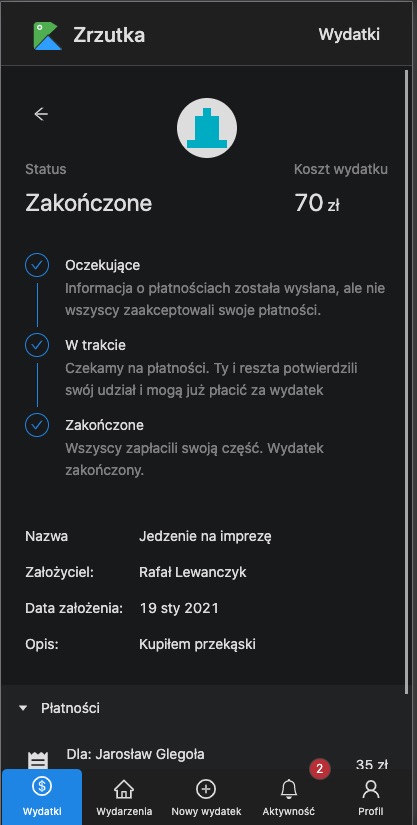 Zrzutka
Wydatki
Status
Koszt wydatku
Zakończone
70 zł
Oczekujące
Informacja o płatnościach została wysłana, ale nie
wszyscy zaakceptowali swoje płatności.
W trakcie
Czekamy na płatności. Ty i reszta potwierdzili
swój udział i mogą już płacić za wydatek
Zakończone
Wszyscy zapłacili swoją część. Wydatek
zakończony.
Nazwa Jedzenie na imprezę
Założyciel: Rafał Lewanczyk
Data założenia: 19 sty 2021
Opis: Kupiłem przekąski
Płatności
Dla: Jarosław Glegoła
35 zł
2
Wydatki Wydarzenia Nowy wydatek Aktywność Profil